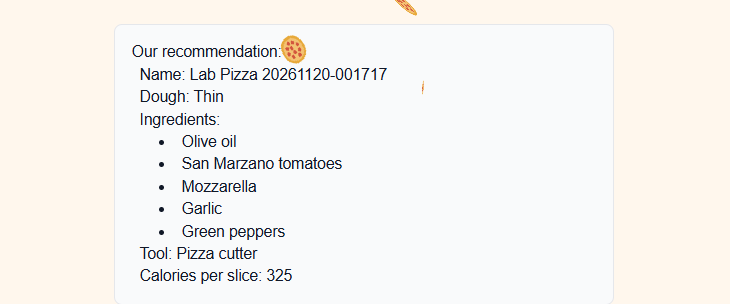 Our recommendation:
Name: Lab Pizza 20261120-001717
Dough: Thin
Ingredients:
• Olive oil
• San Marzano tomatoes
• Mozzarella
• Garlic
• Green peppers
Tool: Pizza cutter
Calories per slice: 325